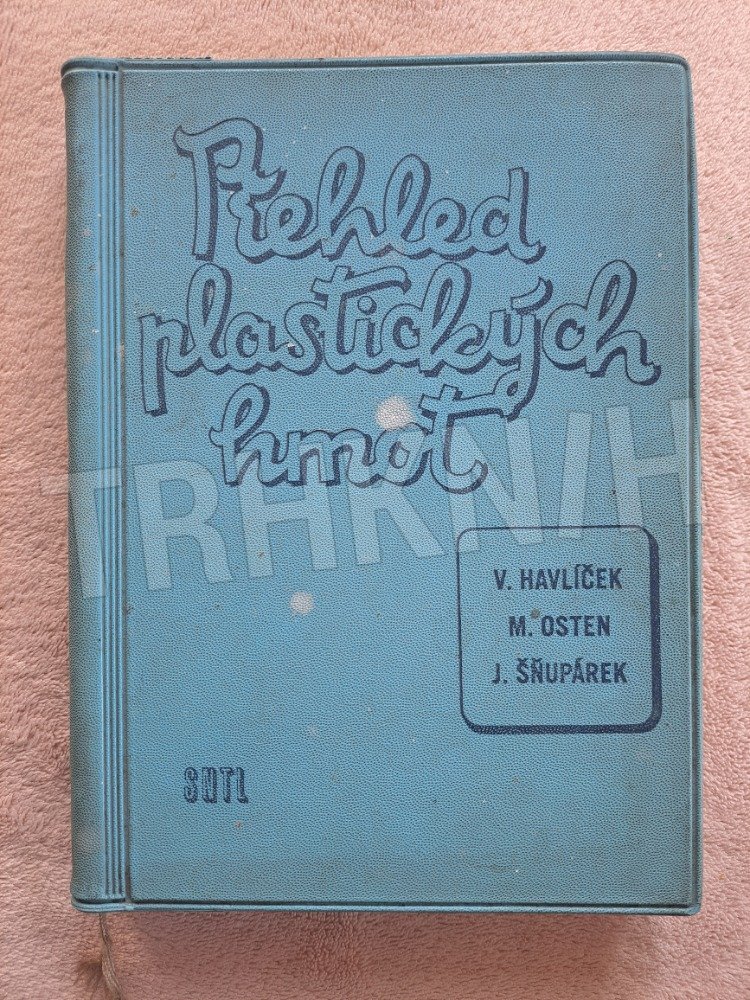 Přehled
plastických
hmot
TRHKNIH
V. HAVLÍČEK
M. OSTEN
J. ŠŇUPÁREK
SNTL